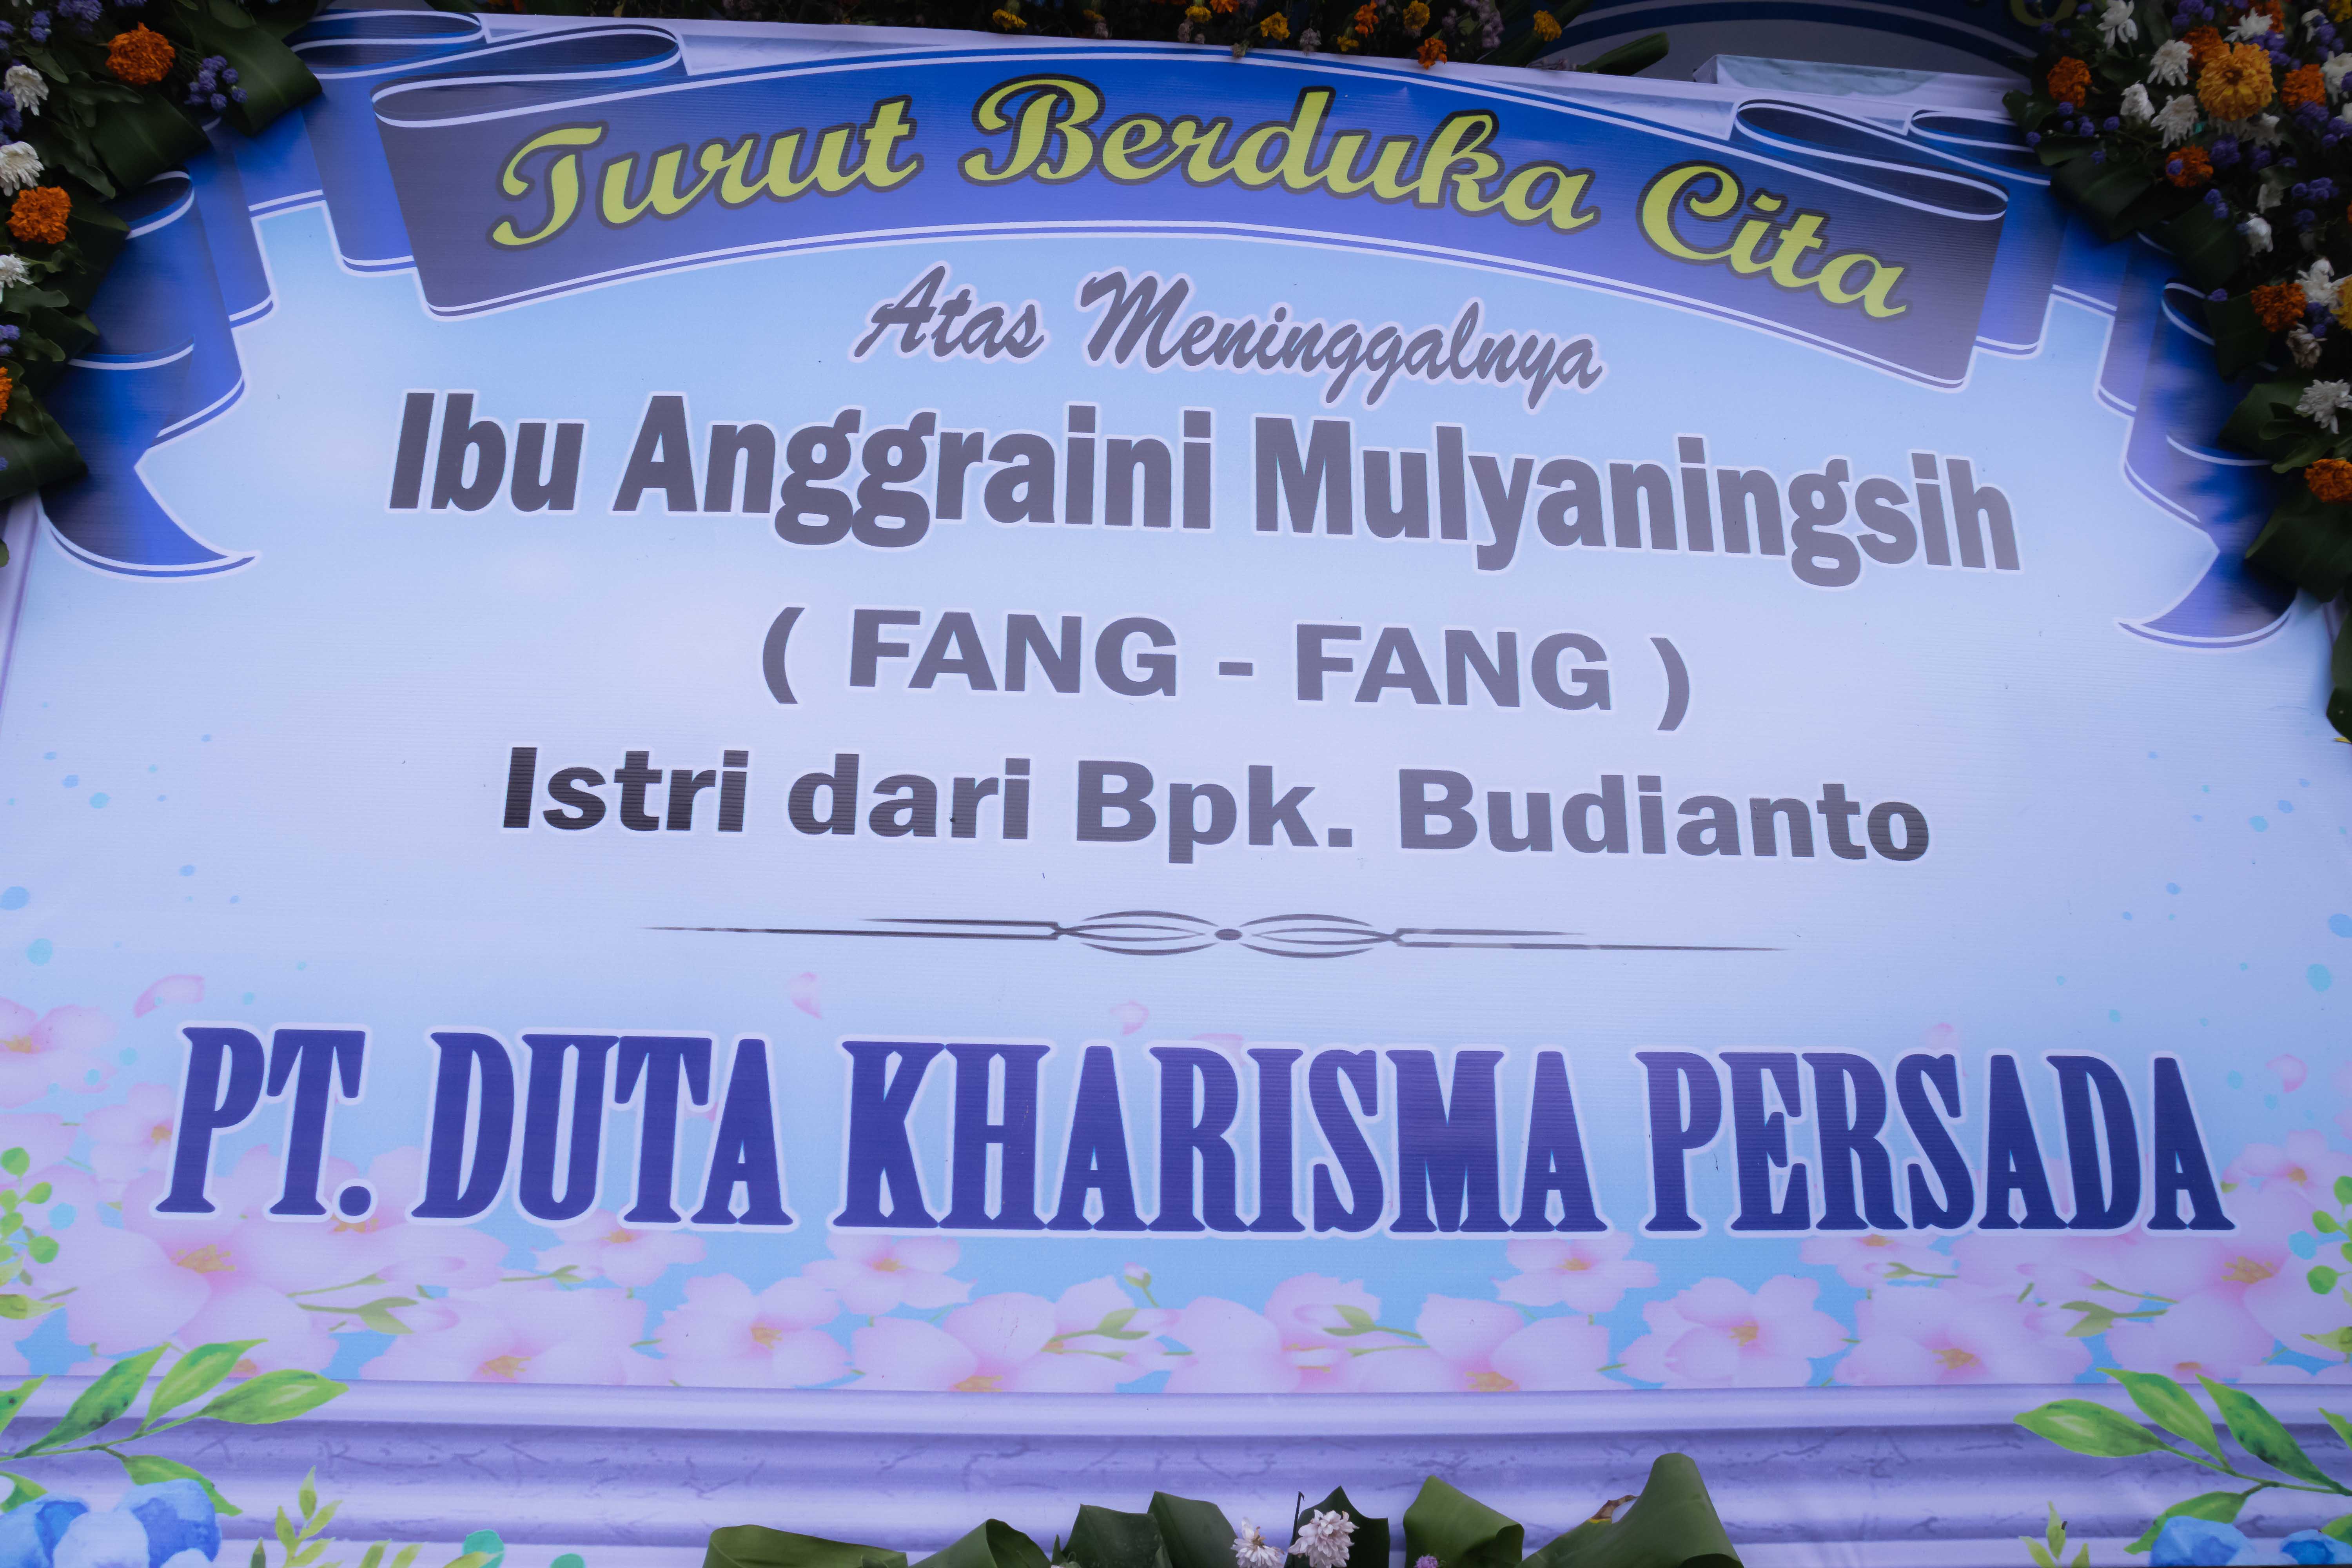 Turut Berduka Cita
Atas Meninggalnya
Ibu Anggraini Mulyaningsih
( FANG - FANG )
Istri dari Bpk. Budianto
PT. DUTA KHARISMA PERSADA